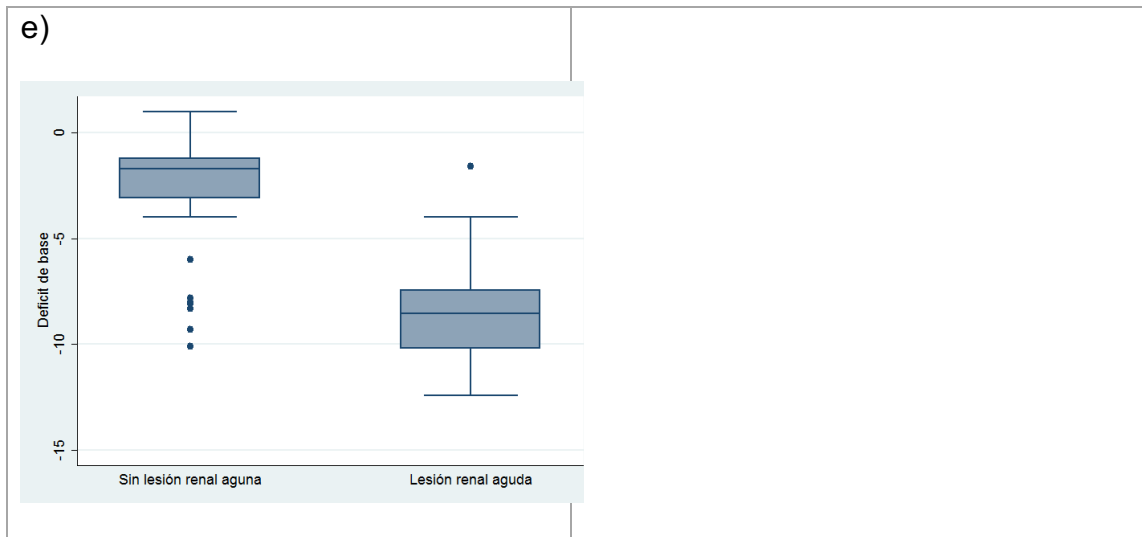 e)
0
-5
-10
-15
Deficit de base
Sin lesión renal aguna
Lesión renal aguda